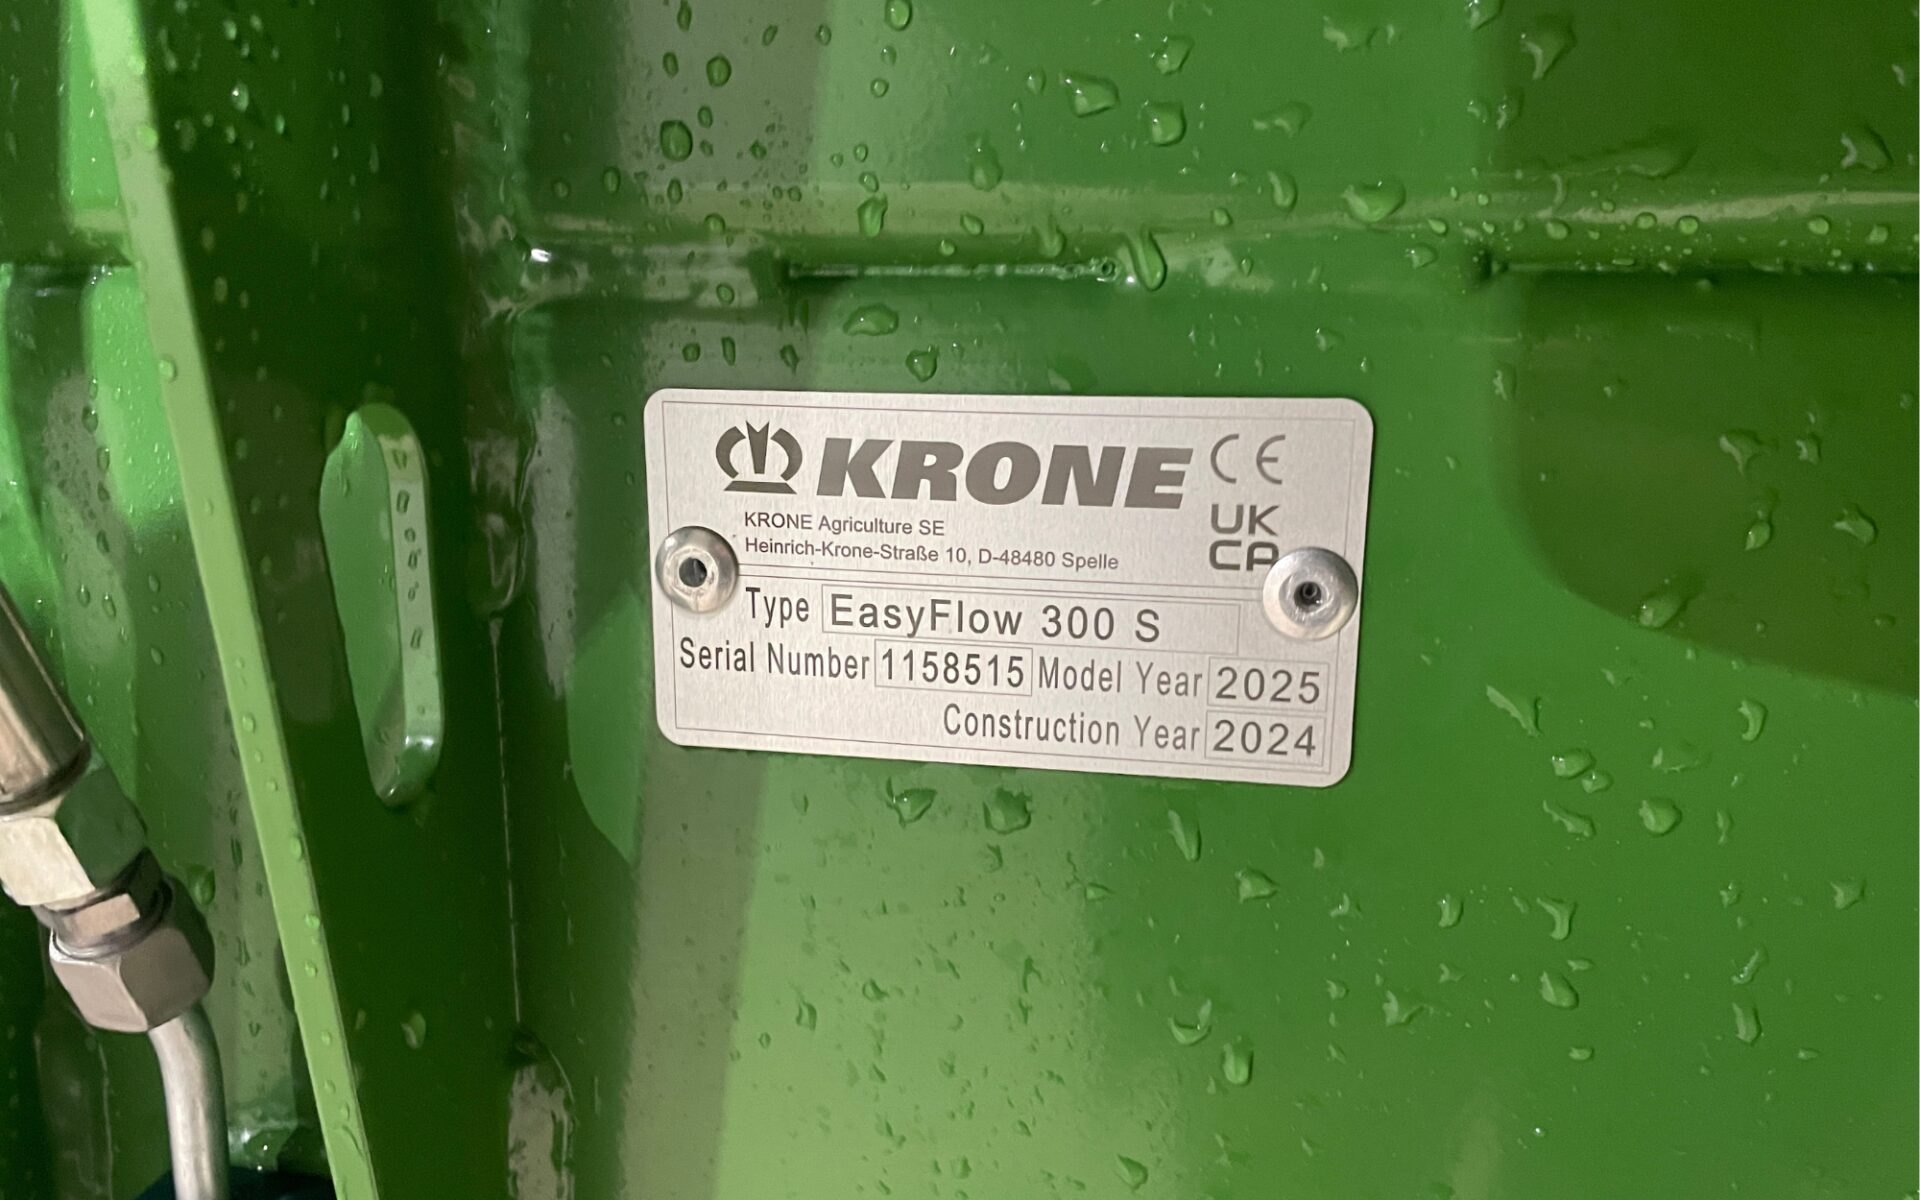 KRONE
CE
UK
CA
KRONE Agriculture SE
Heinrich-Krone-Straße 10, D-48480 Spelle
Type EasyFlow 300 S
Serial Number 1158515 Model Year 2025
Construction Year 2024